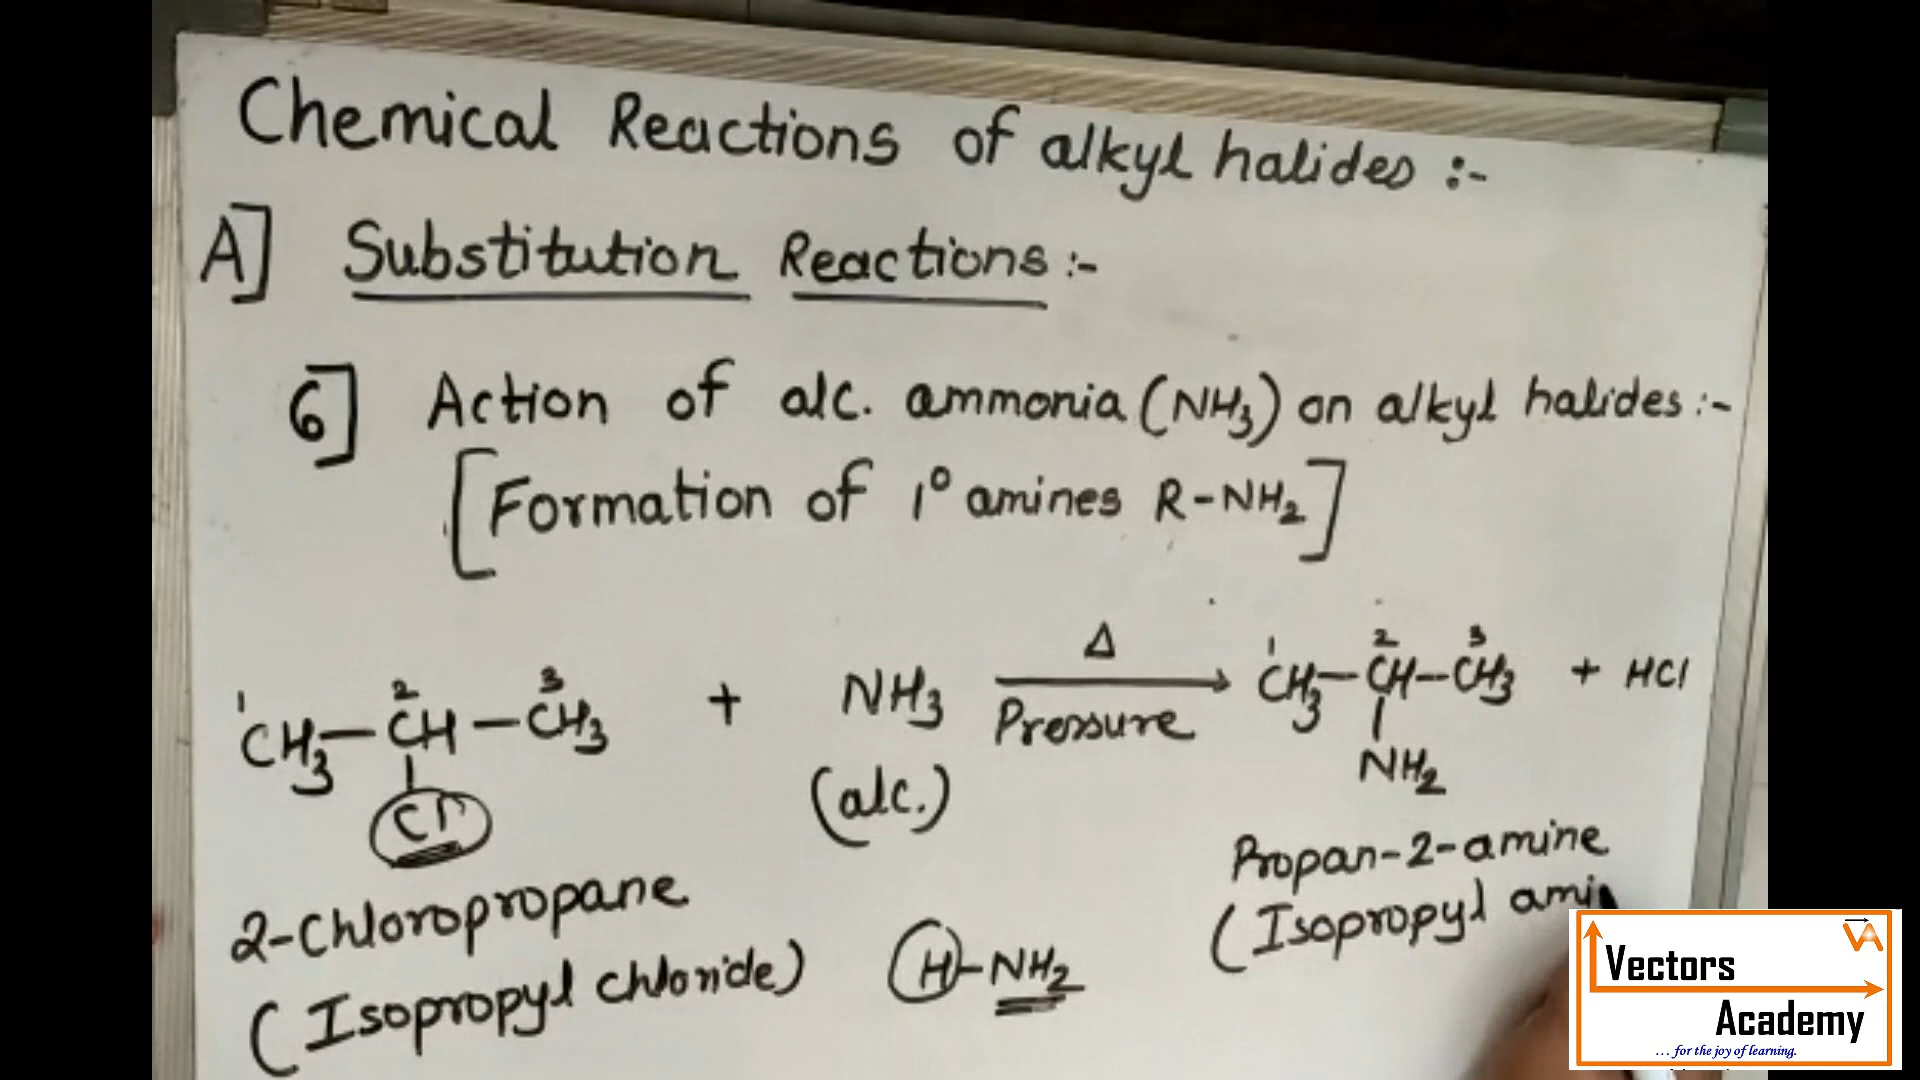 Chemical Reactions of alkyl halides :-
A] Substitution Reactions :-
6] Action of alc. ammonia (NH3) on alkyl halides :-
[Formation of 1° amines R-NH2]
1 2 3
CH3-CH-CH3 + NH3 Δ Pressure → CH3-CH-CH3 + HCl
1 2 3
Cl (alc.) NH2
2-Chloropropane
(Isopropyl chloride)
H-NH2
Propan-2-amine
(Isopropyl ami
Vectors
Academy
... for the joy of learning.
VA